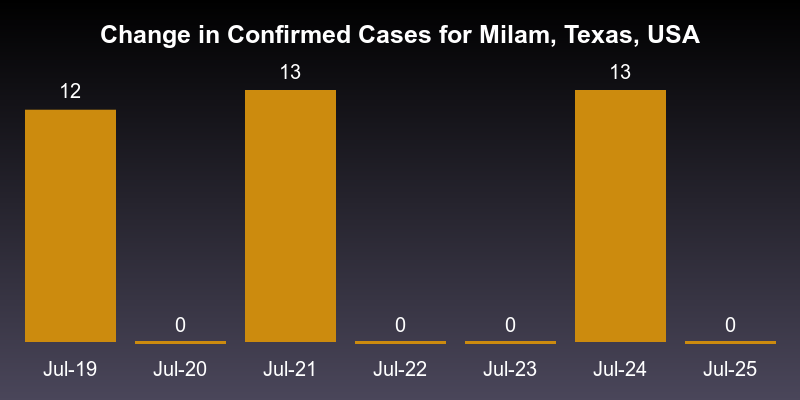 Change in Confirmed Cases for Milam, Texas, USA
12 0 13 0 0 13 0
Jul-19 Jul-20 Jul-21 Jul-22 Jul-23 Jul-24 Jul-25